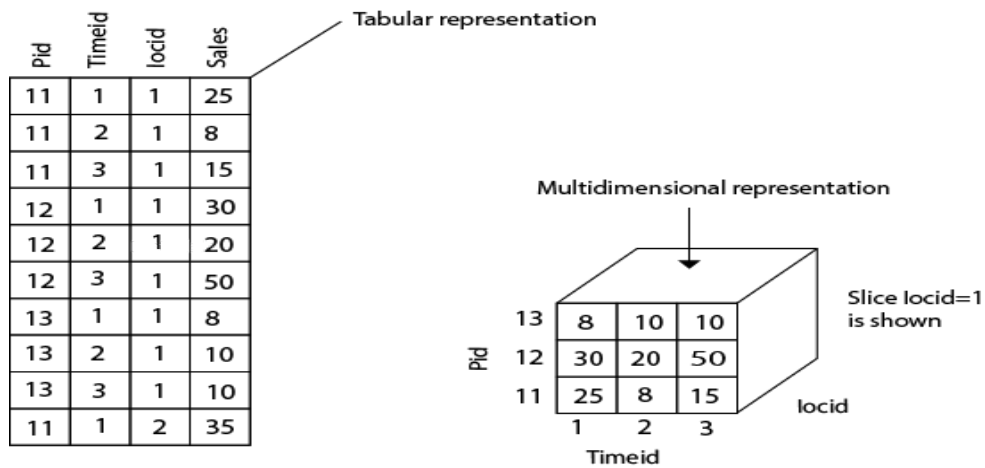 Tabular representation
Pid Timeid locid Sales
11 1 1 25
11 2 1 8
11 3 1 15
12 1 1 30
12 2 1 20
12 3 1 50
13 1 1 8
13 2 1 10
13 3 1 10
11 1 2 35
Multidimensional representation
Slice locid=1
is shown
13 8 10 10
Pid 12 30 20 50
11 25 8 15
locid
1 2 3
Timeid